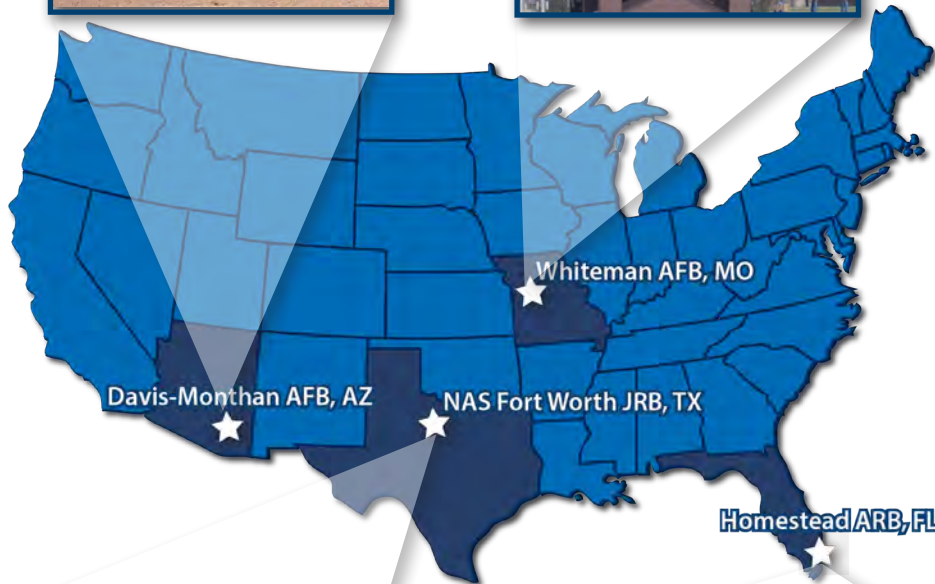 Whiteman AFB, MO
Davis-Monthan AFB, AZ
NAS Fort Worth JRB, TX
Homestead ARB, FL